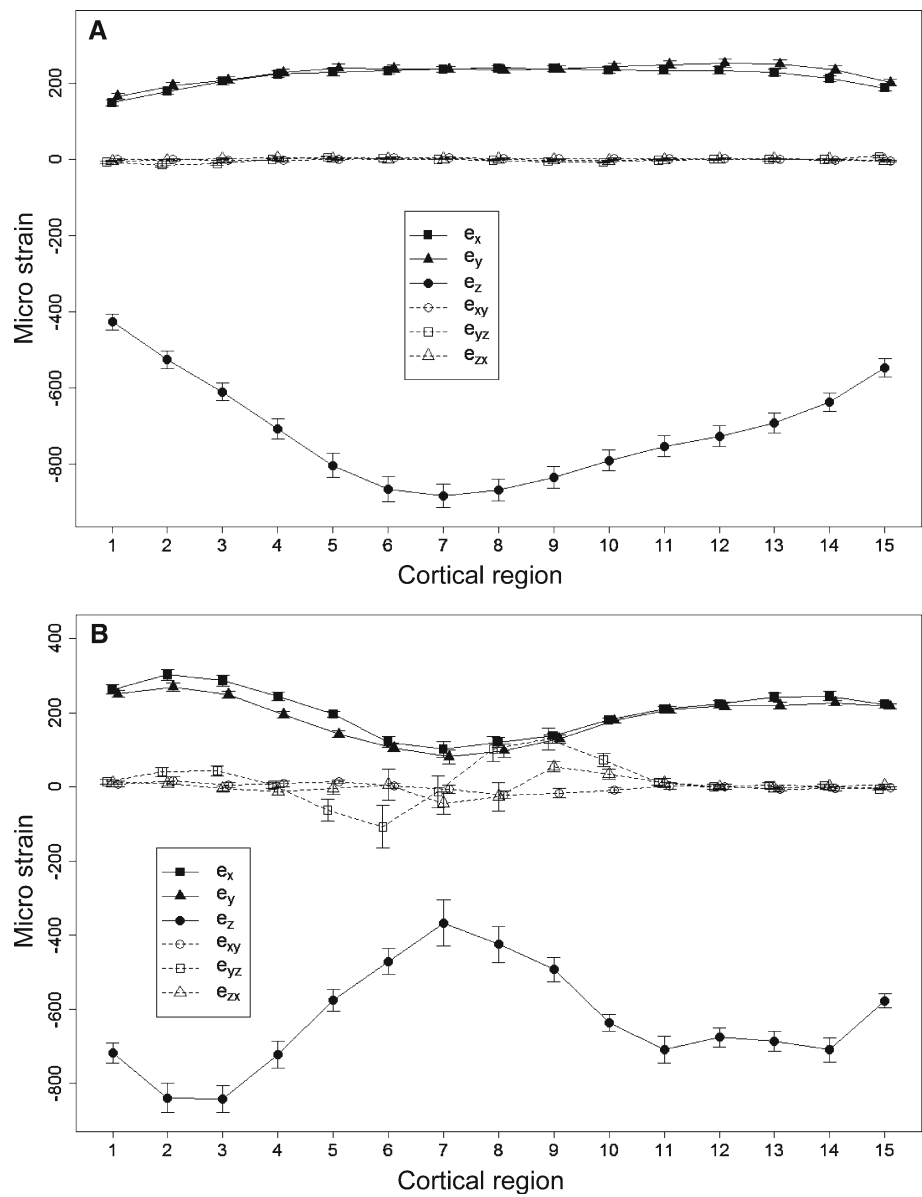 A
Micro strain
200
0
-200
-400
-600
-800
e_x
e_y
e_z
e_xy
e_yz
e_zx
1 2 3 4 5 6 7 8 9 10 11 12 13 14 15
Cortical region
B
Micro strain
400
200
0
-200
-400
-600
-800
e_x
e_y
e_z
e_xy
e_yz
e_zx
1 2 3 4 5 6 7 8 9 10 11 12 13 14 15
Cortical region